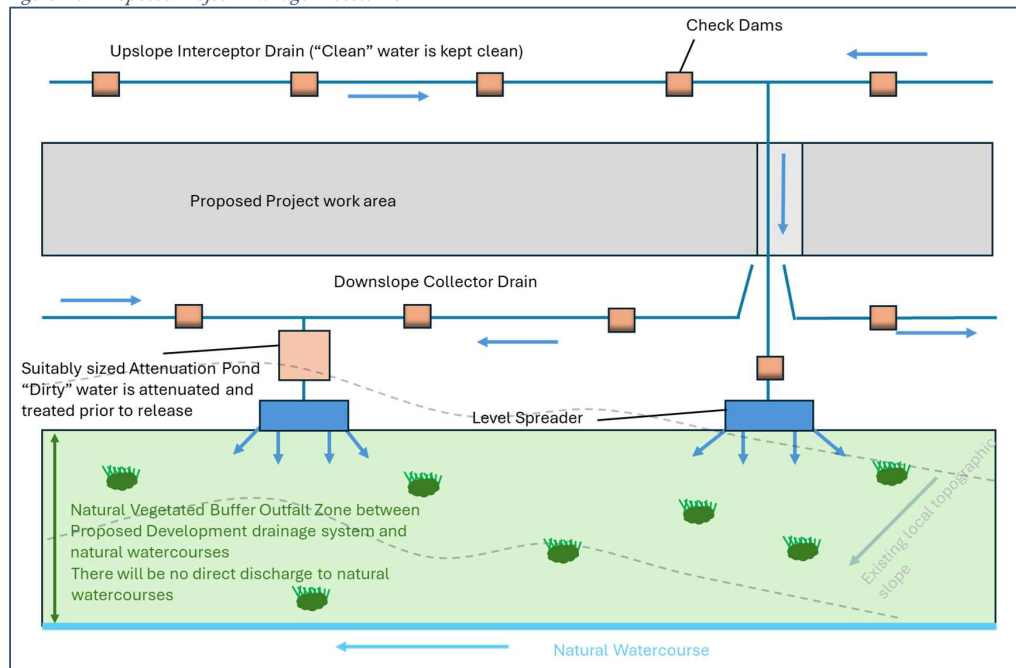 Check Dams
Upslope Interceptor Drain (“Clean” water is kept clean)
Proposed Project work area
Downslope Collector Drain
Suitably sized Attenuation Pond
“Dirty” water is attenuated and
treated prior to release
Level Spreader
Natural Vegetated Buffer Outfall Zone between
Proposed Development drainage system and
natural watercourses
There will be no direct discharge to natural
watercourses
Existing local topographic
slope
Natural Watercourse